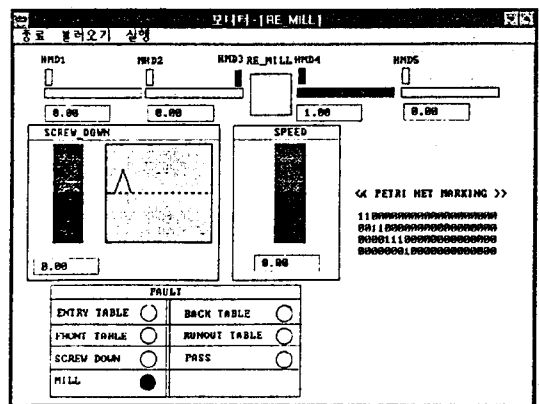 모니터-[RE_MILL]
종료 불러오기 실행
HMD1 HMD2 HMD3 RE_MILL HMD4 HMD5
0.00 0.00 1.00 0.00
SCREW_DOWN SPEED
<< PETRI NET MARKING >>
0.00 0.00
FAULT
ENTRY TABLE BACK TABLE
FRONT TABLE RUNOUT TABLE
SCREW DOWN PASS
MILL